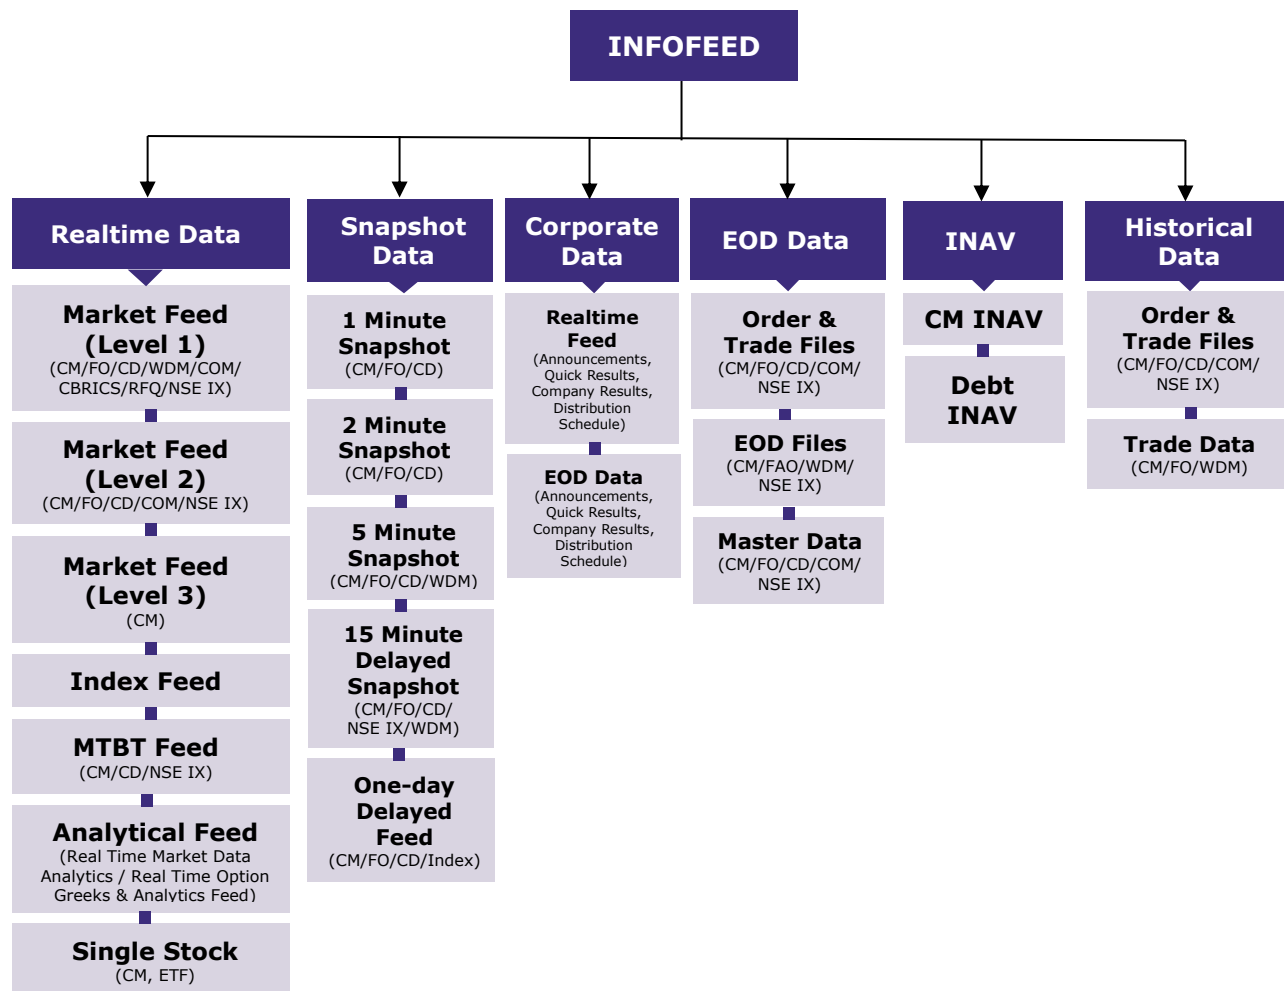 INFOFEED
Realtime Data
Market Feed
(Level 1)
(CM/FO/CD/WDM/COM/
CBRICS/RFQ/NSE IX)
Market Feed
(Level 2)
(CM/FO/CD/COM/NSE IX)
Market Feed
(Level 3)
(CM)
Index Feed
MTBT Feed
(CM/CD/NSE IX)
Analytical Feed
(Real Time Market Data
Analytics / Real Time Option
Greeks & Analytics Feed)
Single Stock
(CM, ETF)
Snapshot
Data
1 Minute
Snapshot
(CM/FO/CD)
2 Minute
Snapshot
(CM/FO/CD)
5 Minute
Snapshot
(CM/FO/CD/WDM)
15 Minute
Delayed
Snapshot
(CM/FO/CD/
NSE IX/WDM)
One-day
Delayed
Feed
(CM/FO/CD/Index)
Corporate
Data
Realtime
Feed
(Announcements,
Quick Results,
Company Results,
Distribution
Schedule)
EOD Data
(Announcements,
Quick Results,
Company Results,
Distribution
Schedule)
EOD Data
Order &
Trade Files
(CM/FO/CD/COM/
NSE IX)
EOD Files
(CM/FAO/WDM/
NSE IX)
Master Data
(CM/FO/CD/COM/
NSE IX)
INAV
CM INAV
Debt
INAV
Historical
Data
Order &
Trade Files
(CM/FO/CD/COM/
NSE IX)
Trade Data
(CM/FO/WDM)